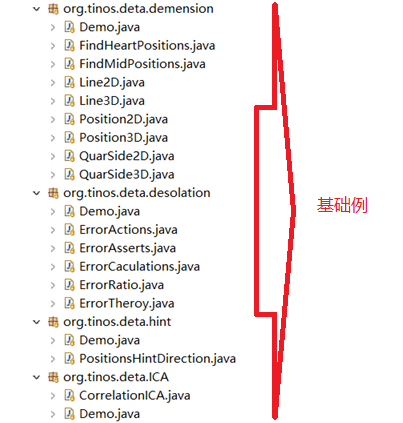 org.tinos.deta.demension
Demo.java
FindHeartPositions.java
FindMidPositions.java
Line2D.java
Line3D.java
Position2D.java
Position3D.java
QuarSide2D.java
QuarSide3D.java
org.tinos.deta.desolation
Demo.java
ErrorActions.java
ErrorAsserts.java
ErrorCaculations.java
ErrorRatio.java
ErrorTheroy.java
org.tinos.deta.hint
Demo.java
PositionsHintDirection.java
org.tinos.deta.ICA
CorrelationICA.java
Demo.java
基础例